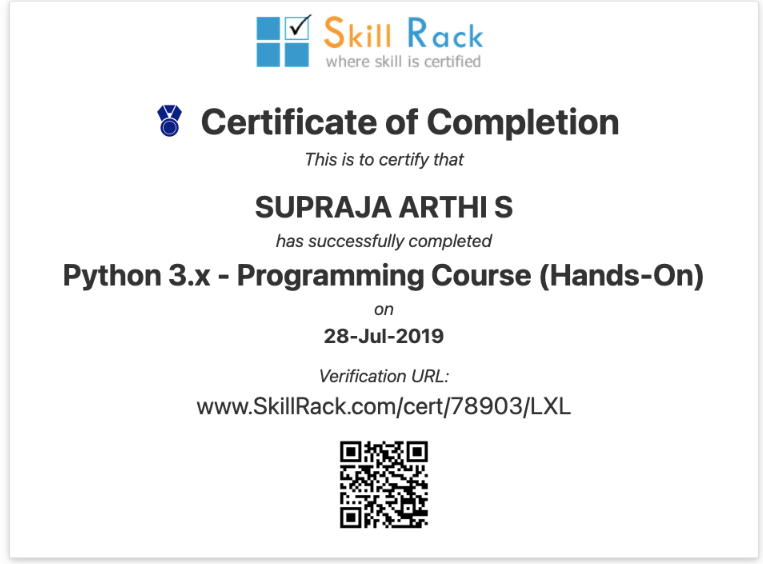 Skill Rack
where skill is certified
Certificate of Completion
This is to certify that
SUPRAJA ARTHI S
has successfully completed
Python 3.x - Programming Course (Hands-On)
on
28-Jul-2019
Verification URL:
www.SkillRack.com/cert/78903/LXL